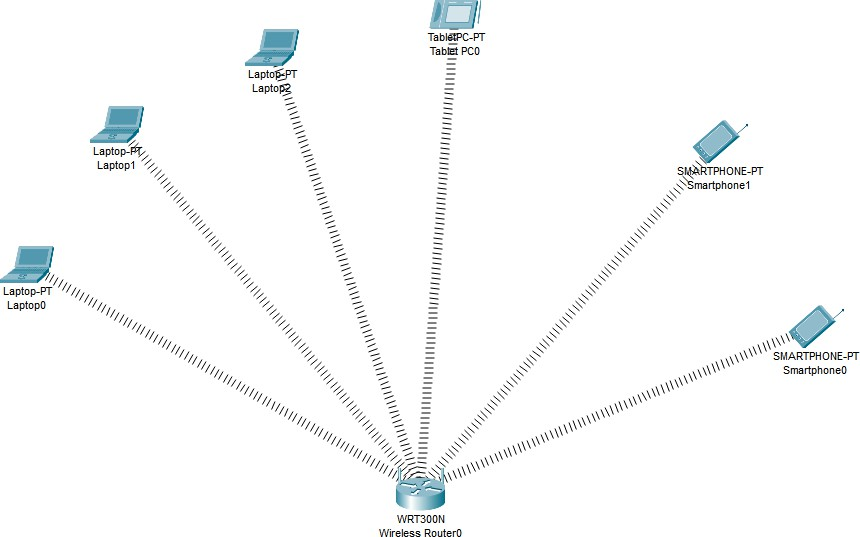 TabletPC-PT
Tablet PC0
Laptop-PT
Laptop2
Laptop-PT
Laptop1
SMARTPHONE-PT
Smartphone1
Laptop-PT
Laptop0
SMARTPHONE-PT
Smartphone0
WRT300N
Wireless Router0